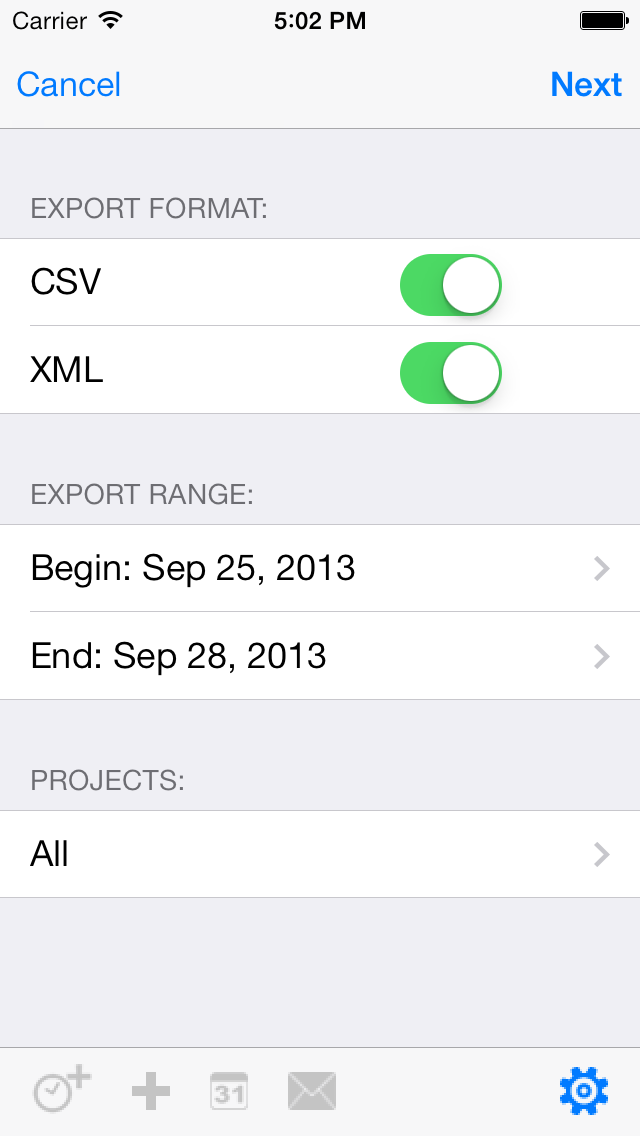 Carrier 5:02 PM
Cancel Next
EXPORT FORMAT:
CSV
XML
EXPORT RANGE:
Begin: Sep 25, 2013
End: Sep 28, 2013
PROJECTS:
All
31